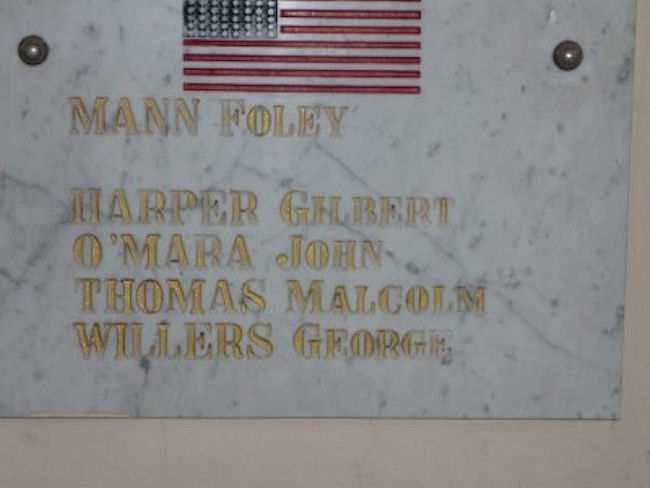 MANN FOLEY
HARPER GILBERT
O'MARA JOHN
THOMAS MALCOLM
WILLERS GEORGE